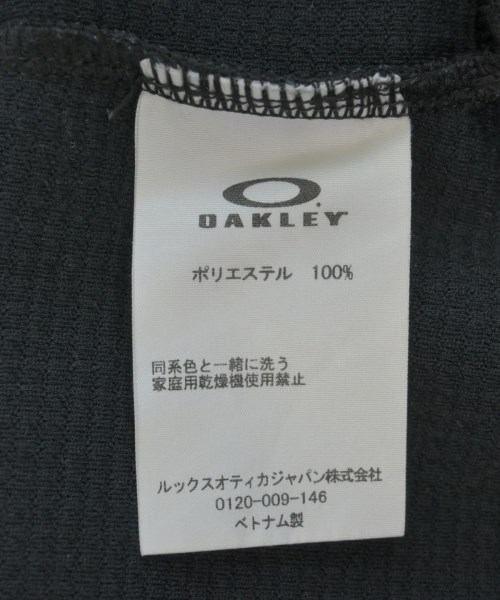 OAKLEY
ポリエステル 100%
同系色と一緒に洗う
家庭用乾燥機使用禁止
ルックスオティカジャパン株式会社
0120-009-146
ベトナム製